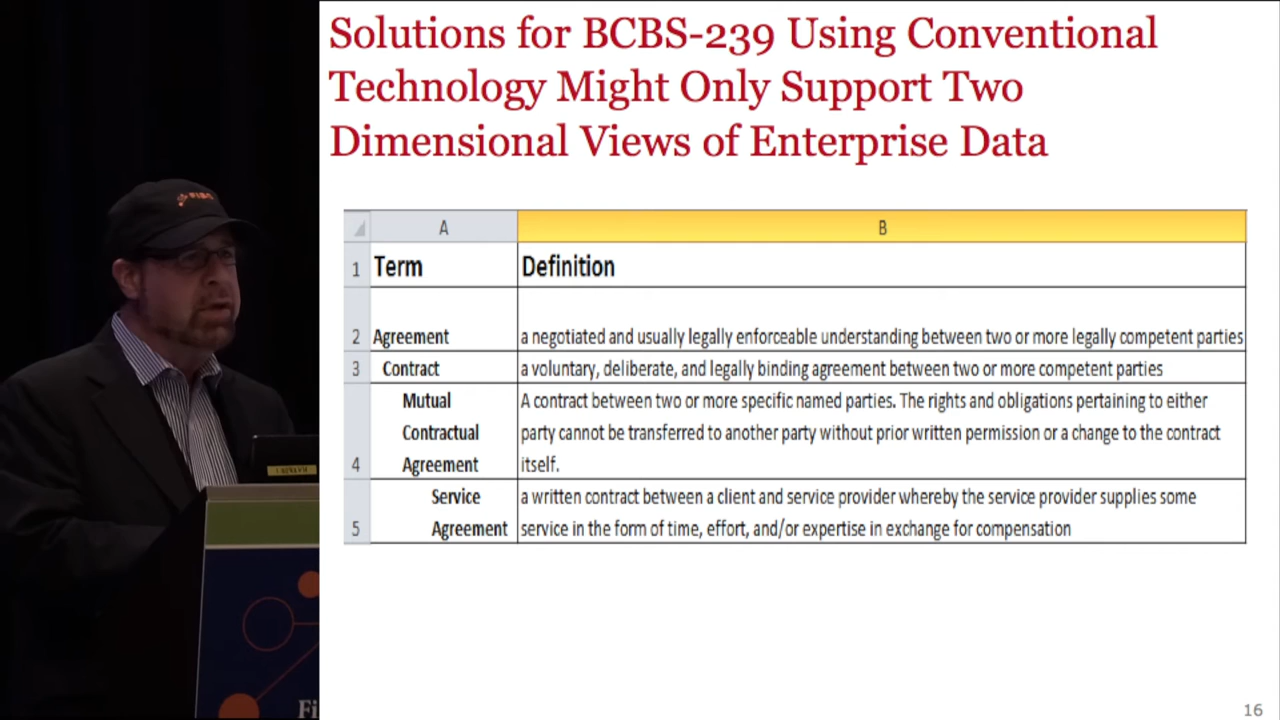 Solutions for BCBS-239 Using Conventional
Technology Might Only Support Two
Dimensional Views of Enterprise Data
A B
1 Term Definition
2 Agreement a negotiated and usually legally enforceable understanding between two or more legally competent parties
3 Contract a voluntary, deliberate, and legally binding agreement between two or more competent parties
Mutual A contract between two or more specific named parties. The rights and obligations pertaining to either
Contractual party cannot be transferred to another party without prior written permission or a change to the contract
4 Agreement itself.
Service a written contract between a client and service provider whereby the service provider supplies some
5 Agreement service in the form of time, effort, and/or expertise in exchange for compensation
FIBO
Fi
16